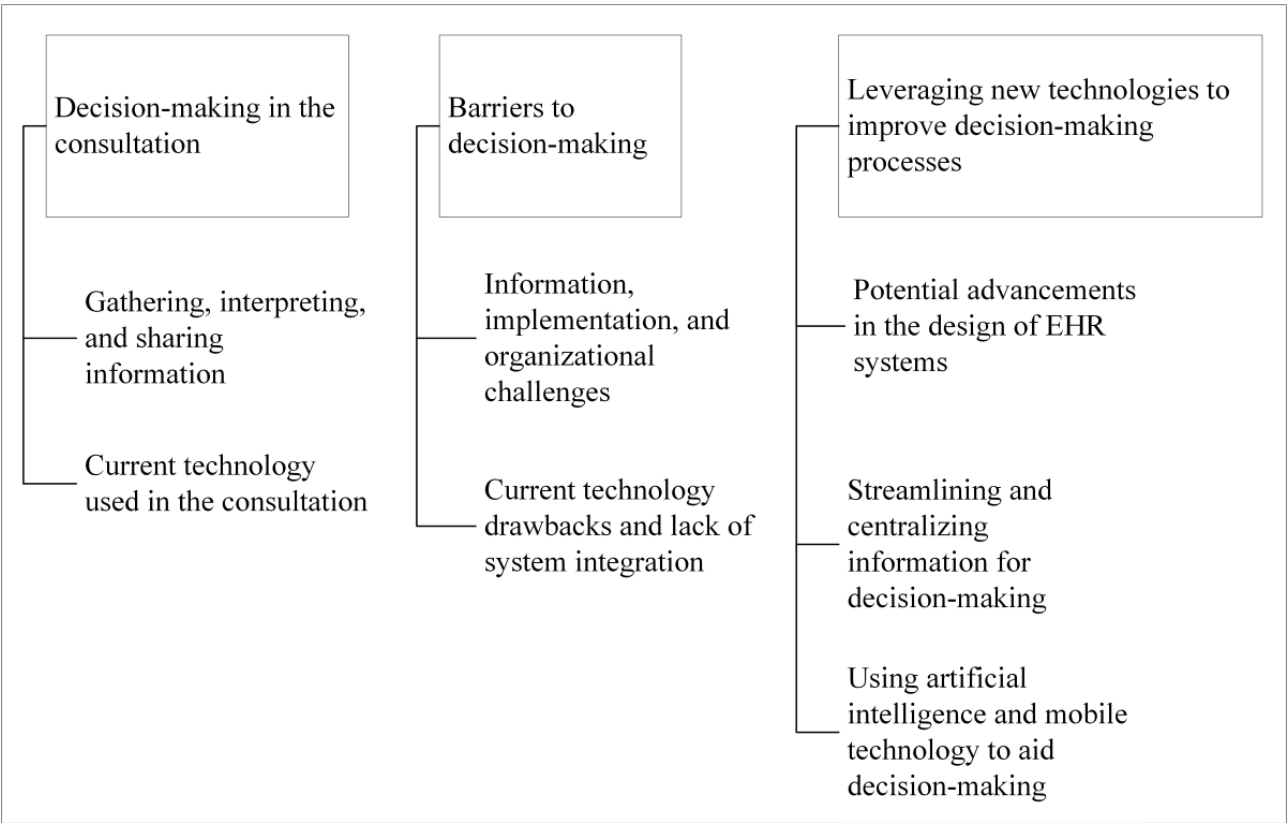 Decision-making in the
consultation
Gathering, interpreting,
and sharing
information
Current technology
used in the consultation
Barriers to
decision-making
Information,
implementation, and
organizational
challenges
Current technology
drawbacks and lack of
system integration
Leveraging new technologies to
improve decision-making
processes
Potential advancements
in the design of EHR
systems
Streamlining and
centralizing
information for
decision-making
Using artificial
intelligence and mobile
technology to aid
decision-making